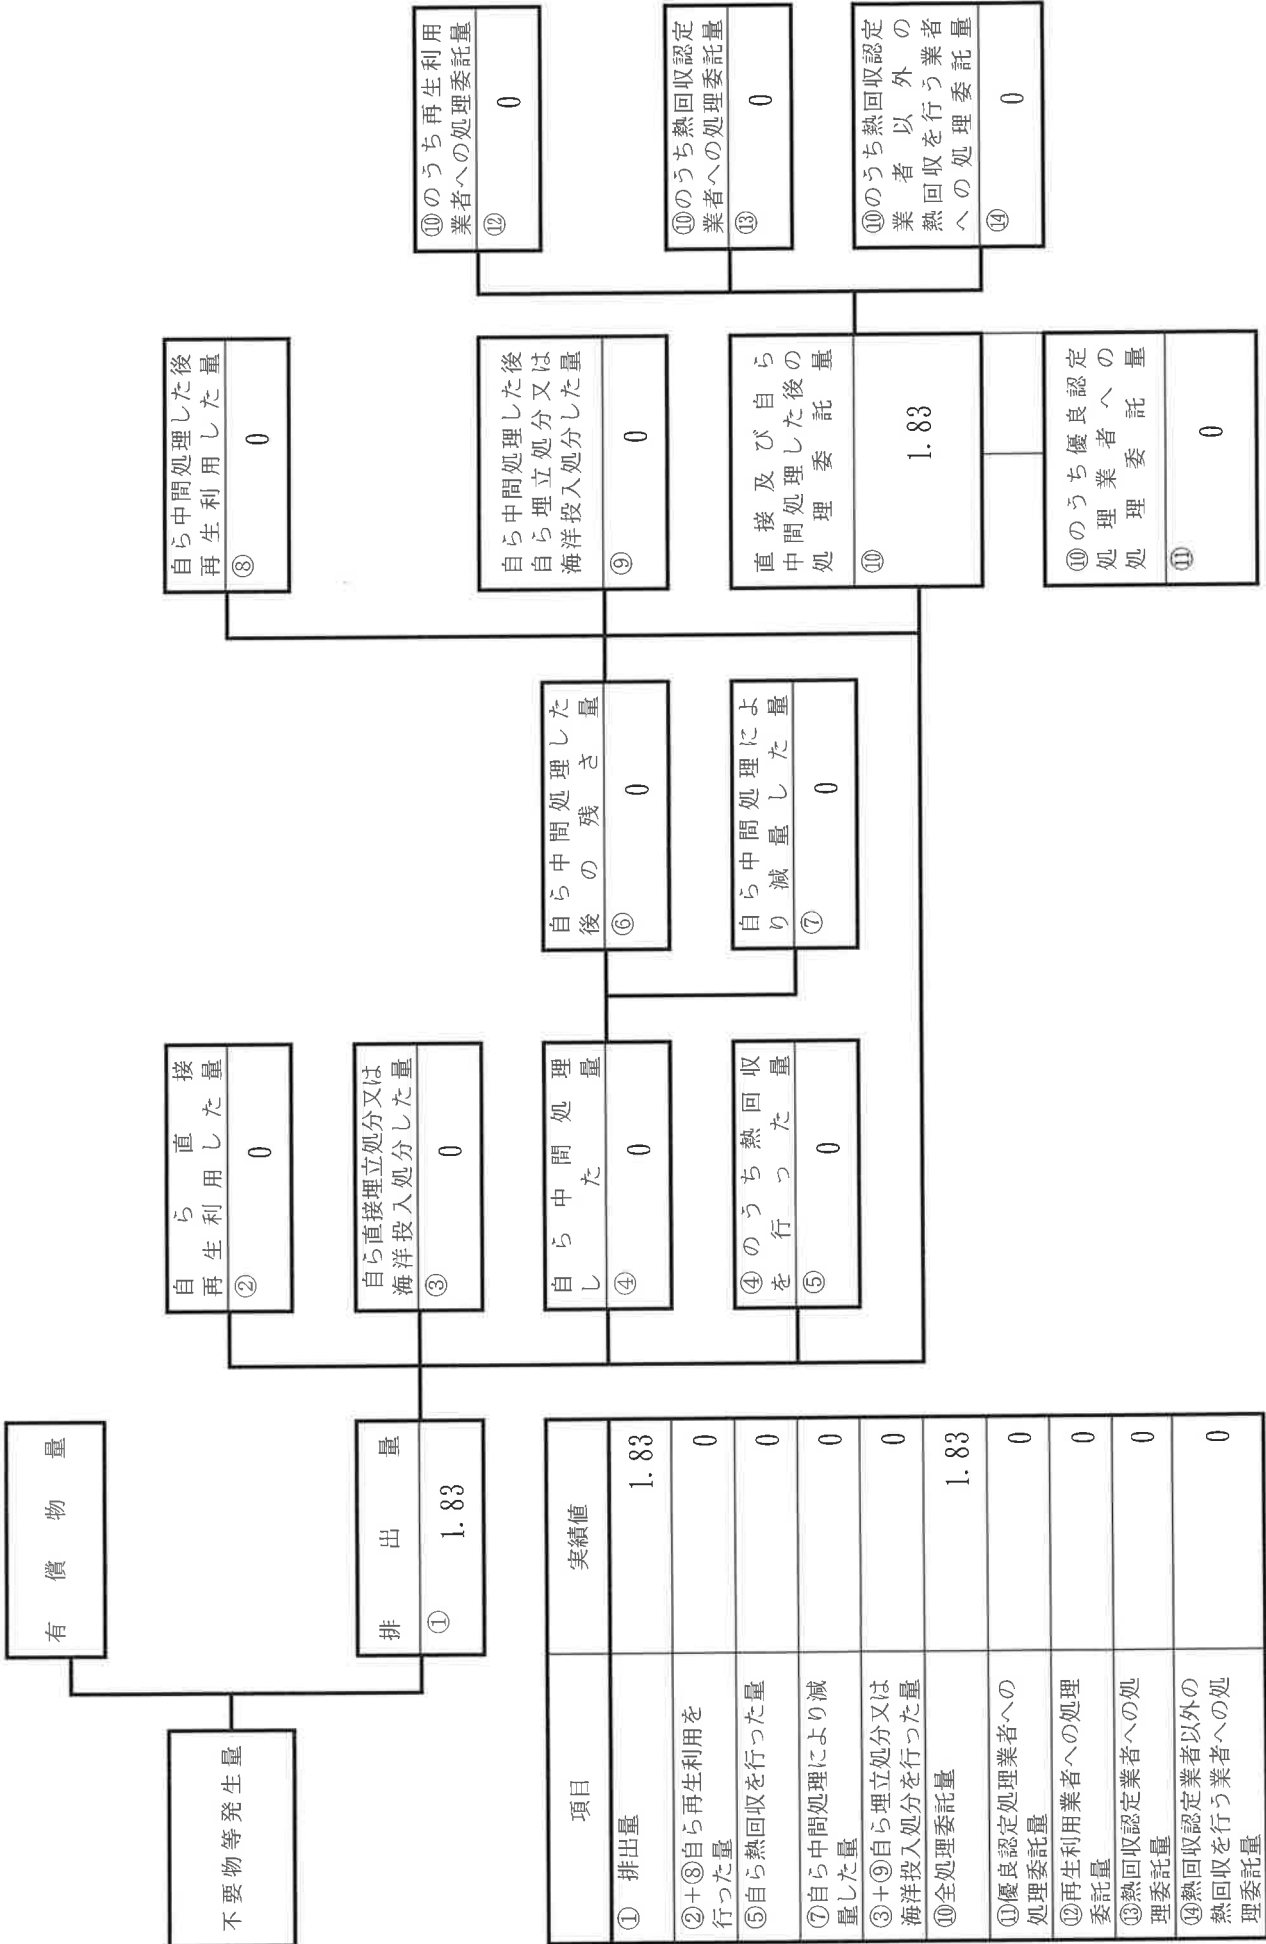 不要物等発生量
有償物量
排出量
① 1.83
自ら直接
再生利用した量
② 0
自ら直接埋立処分又は
海洋投入処分した量
③ 0
自ら中間処理
した量
④ 0
④のうち熱回収
を行った量
⑤ 0
自ら中間処理した
後の残さ量
⑥ 0
自ら中間処理によ
り減量した量
⑦ 0
自ら中間処理した後
再生利用した量
⑧ 0
自ら中間処理した後
自ら埋立処分又は
海洋投入処分した量
⑨ 0
直接及び自ら
中間処理した後の
処理委託量
⑩ 1.83
⑩のうち優良認定
処理業者への
処理委託量
⑪ 0
⑩のうち再生利用
業者への処理委託量
⑫ 0
⑩のうち熱回収認定
業者への処理委託量
⑬ 0
⑩のうち熱回収認定
業者以外の
熱回収を行う業者
への処理委託量
⑭ 0
項目 実績値
① 排出量 1.83
②+⑧自ら再生利用を
行った量 0
⑤自ら熱回収を行った量 0
⑦自ら中間処理により減
量した量 0
③+⑨自ら埋立処分又は
海洋投入処分を行った量 0
⑩全処理委託量 1.83
⑪優良認定処理業者への
処理委託量 0
⑫再生利用業者への処理
委託量 0
⑬熱回収認定業者への処
理委託量 0
⑭熱回収認定業者以外の
熱回収を行う業者への処
理委託量 0